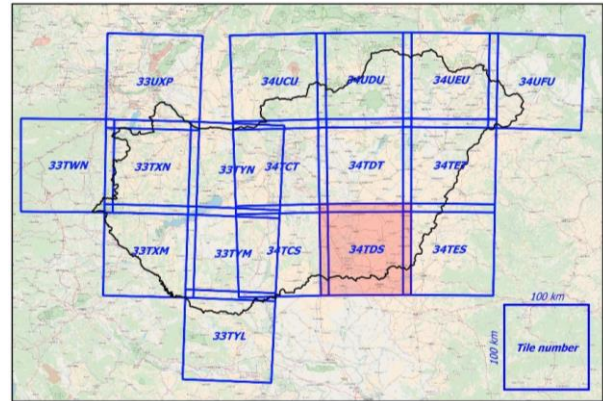 33UXP
34UCU
34UDU
34UEU
34UFU
33TWN
33TXN
33TYN
34TCT
34TDT
34TET
33TXM
33TYM
34TCS
34TDS
34TES
33TYL
100 km
100 km
Tile number